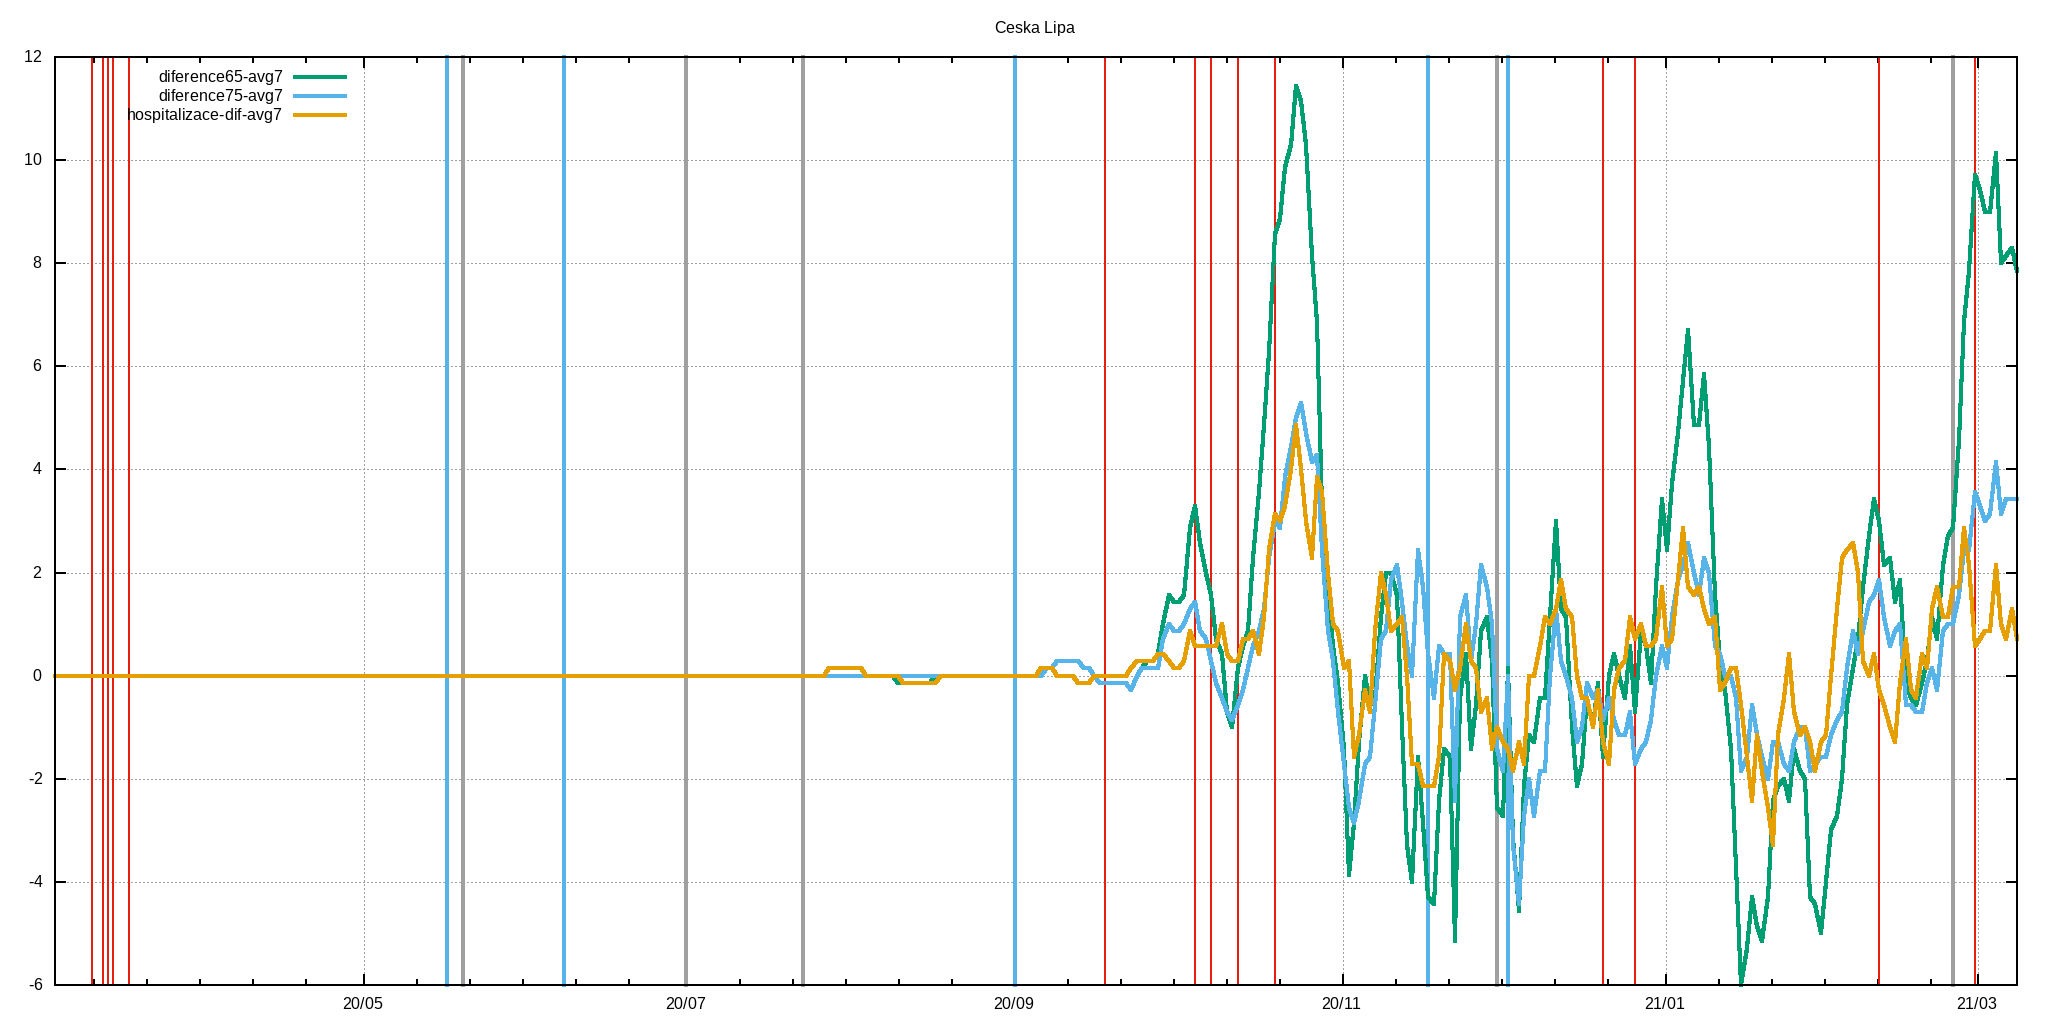 Ceska Lipa
12
diference65-avg7
diference75-avg7
hospitalizace-dif-avg7
10
8
6
4
2
0
-2
-4
-6
20/05 20/07 20/09 20/11 21/01 21/03